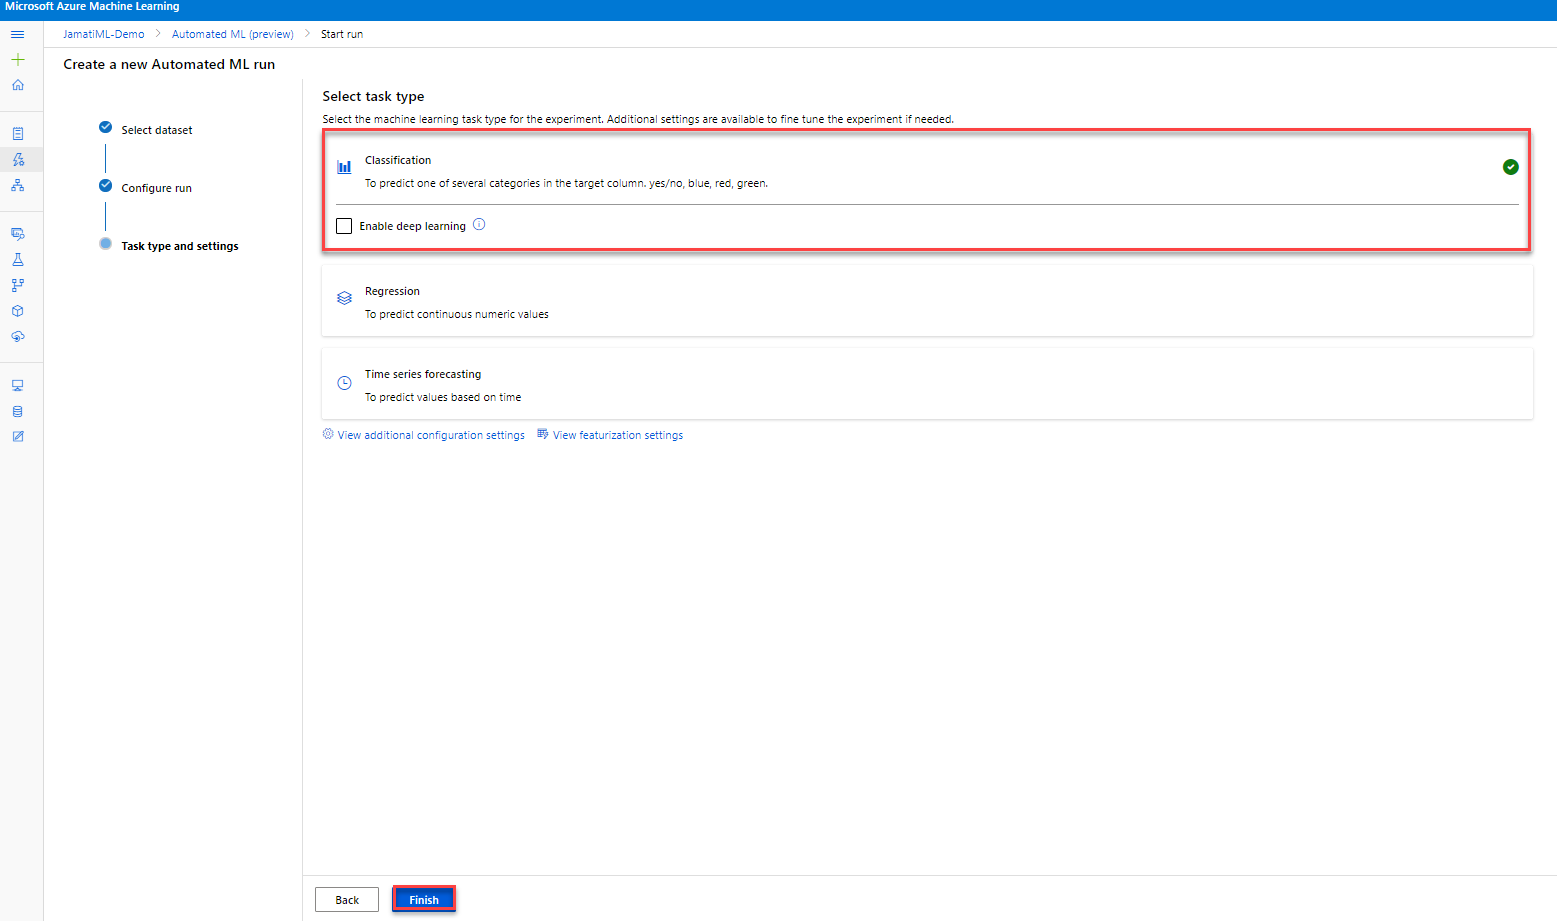 Microsoft Azure Machine Learning
JamatiML-Demo > Automated ML (preview) > Start run
Create a new Automated ML run
Select dataset
Configure run
Task type and settings
Select task type
Select the machine learning task type for the experiment. Additional settings are available to fine tune the experiment if needed.
Classification
To predict one of several categories in the target column. yes/no, blue, red, green.
Enable deep learning
Regression
To predict continuous numeric values
Time series forecasting
To predict values based on time
View additional configuration settings View featurization settings
Back Finish